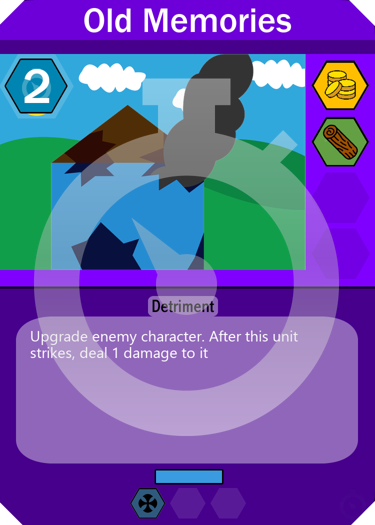 Old Memories
2
Detriment
Upgrade enemy character. After this unit
strikes, deal 1 damage to it